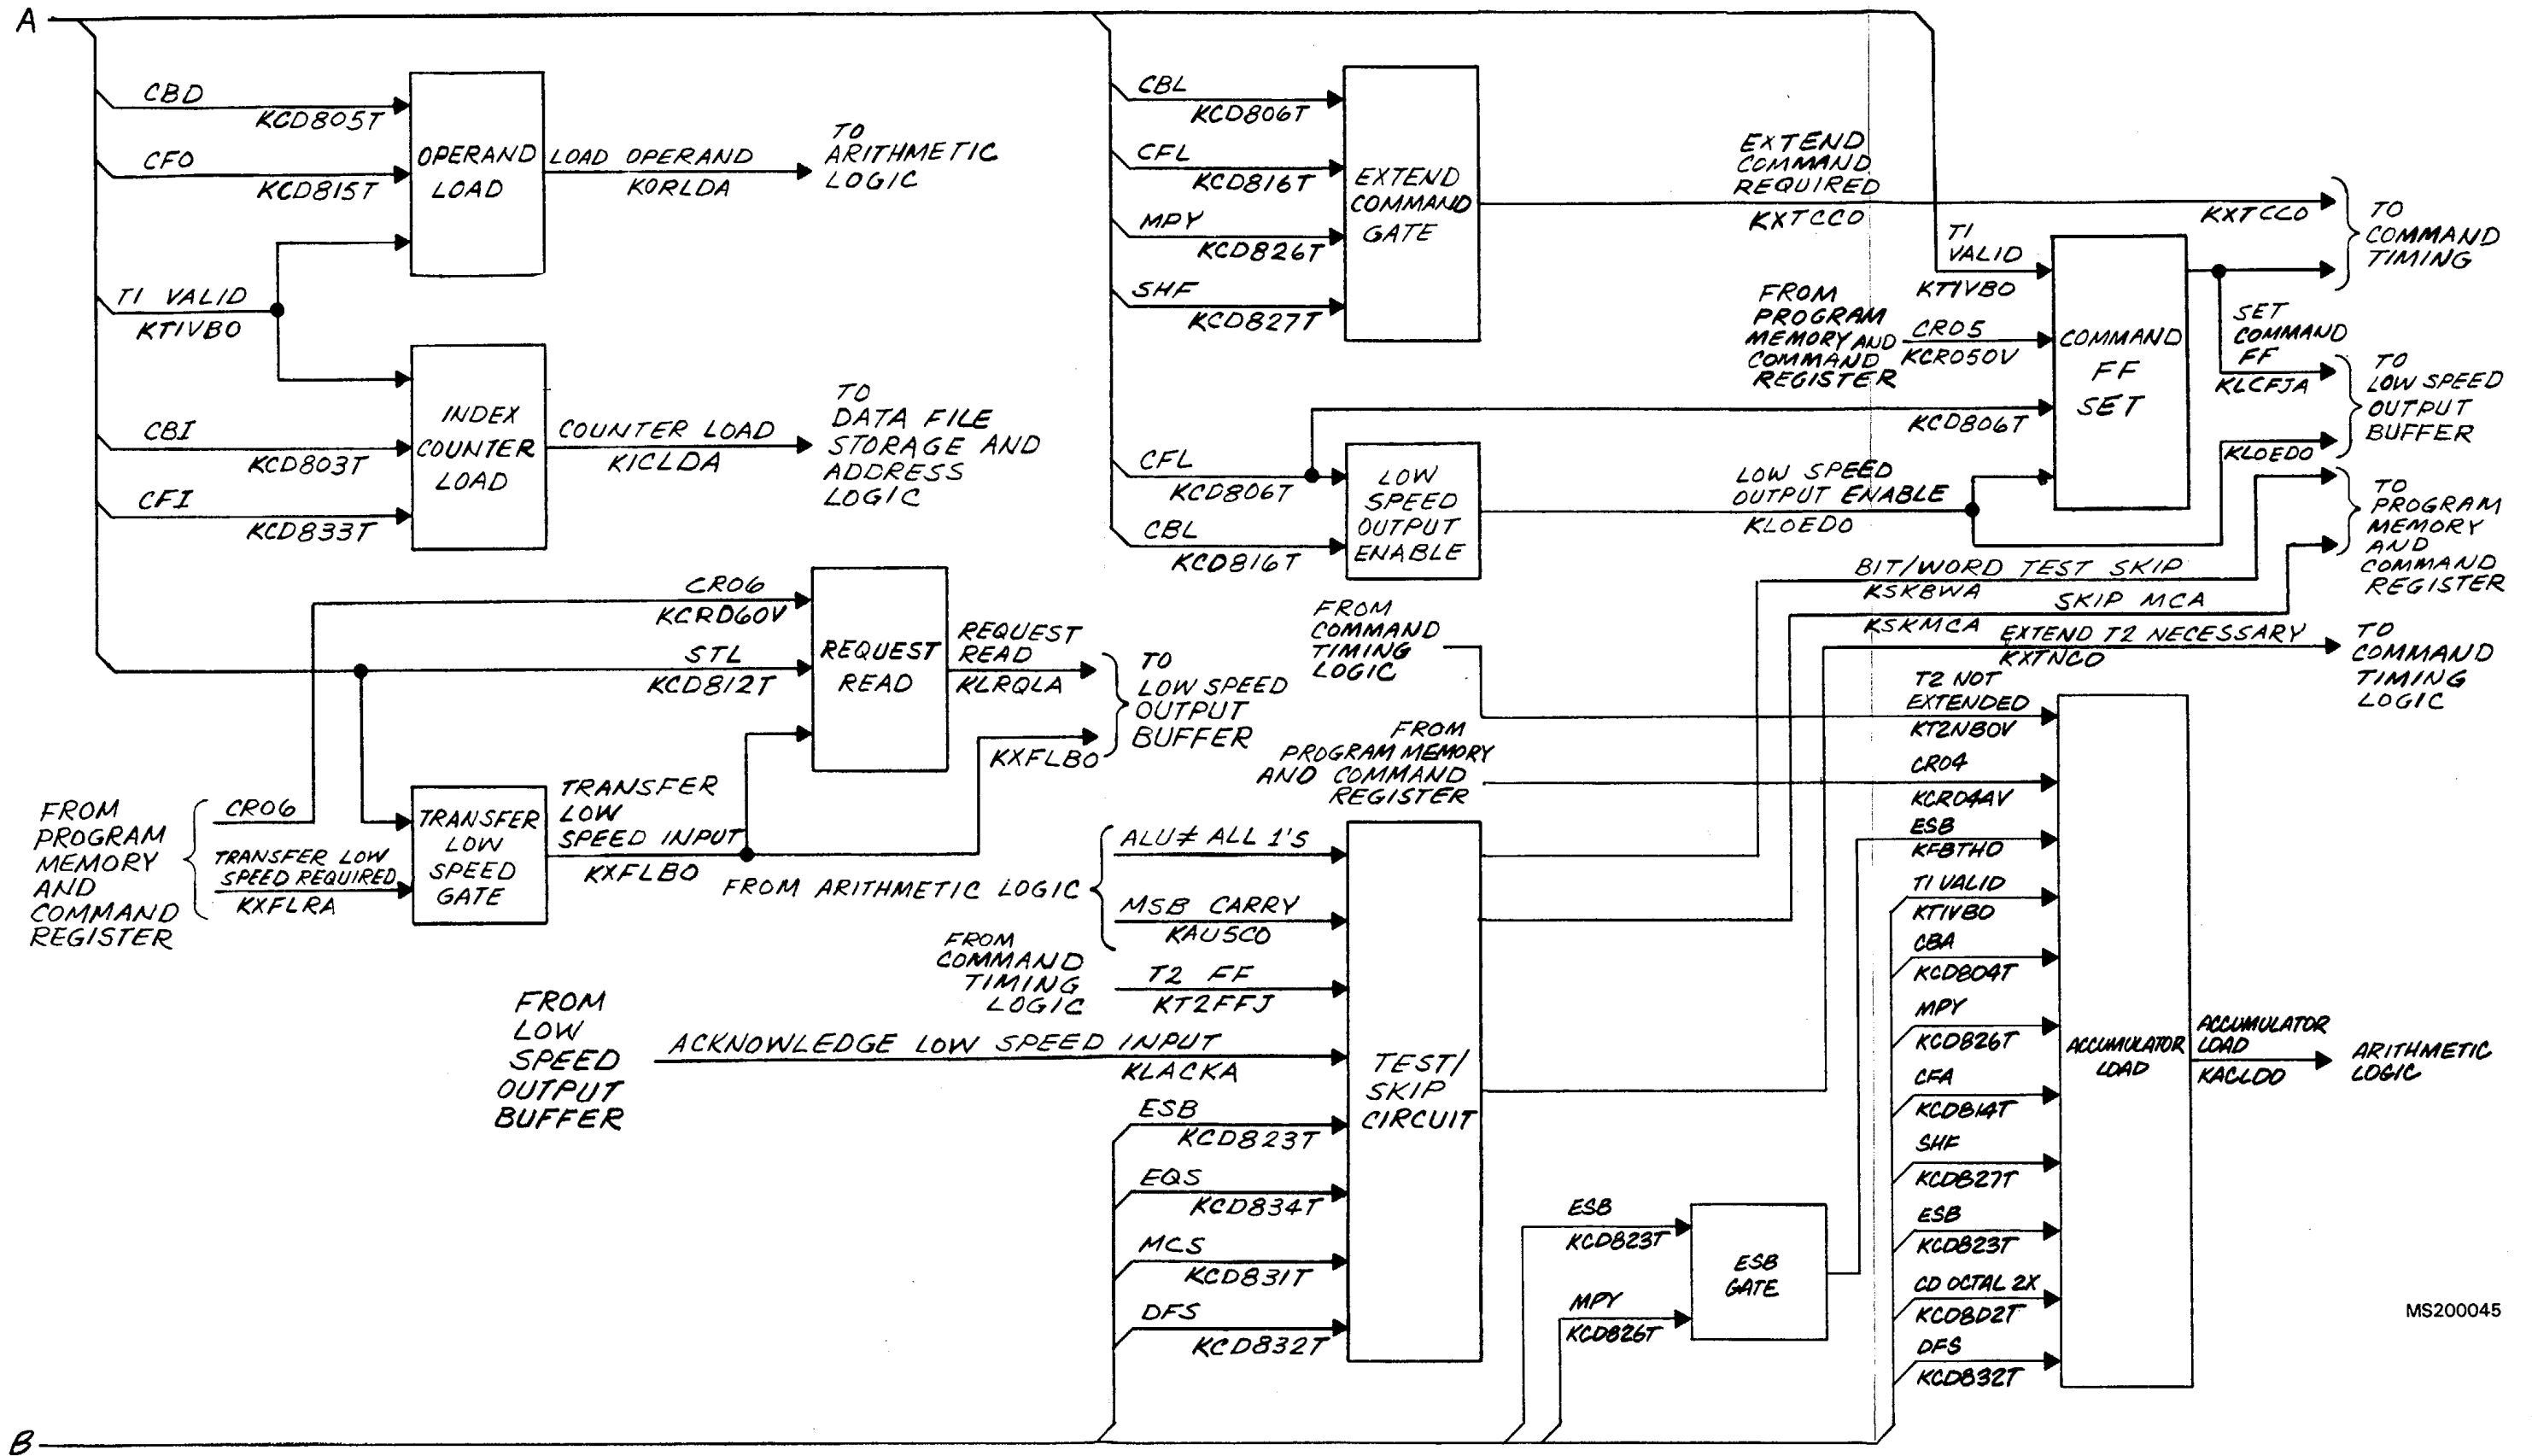 A
CBD
KCD805T
CFO
KCD815T
OPERAND
LOAD
LOAD OPERAND
KORLDA
TO
ARITHMETIC
LOGIC
T1 VALID
KT1VBO
CBI
KCD803T
CFI
KCD833T
INDEX
COUNTER
LOAD
COUNTER LOAD
KICLDA
TO
DATA FILE
STORAGE AND
ADDRESS
LOGIC
CR06
KCRD60V
STL
KCD812T
REQUEST
READ
REQUEST
READ
KLRQLA
KXFLBO
TO
LOW SPEED
OUTPUT
BUFFER
FROM
PROGRAM
MEMORY
AND
COMMAND
REGISTER
CR06
TRANSFER LOW
SPEED REQUIRED
KXFLRA
TRANSFER
LOW
SPEED
GATE
TRANSFER
LOW
SPEED INPUT
KXFLBO
CBL
KCD806T
CFL
KCD816T
MPY
KCD826T
SHF
KCD827T
EXTEND
COMMAND
GATE
EXTEND
COMMAND
REQUIRED
KXTCCO
KXTCCO
TO
COMMAND
TIMING
T1
VALID
KT1VBO
FROM
PROGRAM
MEMORY AND
COMMAND
REGISTER
CR05
KCR050V
KCD806T
COMMAND
FF
SET
SET
COMMAND
FF
KLCFJA
KLOEDO
TO
LOW SPEED
OUTPUT
BUFFER
CFL
KCD806T
CBL
KCD816T
LOW
SPEED
OUTPUT
ENABLE
LOW SPEED
OUTPUT ENABLE
KLOEDO
TO
PROGRAM
MEMORY
AND
COMMAND
REGISTER
BIT/WORD TEST SKIP
KSKBWA
SKIP MCA
KSKMCA
EXTEND T2 NECESSARY
KXTNCO
TO
COMMAND
TIMING
LOGIC
FROM
COMMAND
TIMING
LOGIC
T2 NOT
EXTENDED
KT2NBOV
FROM
PROGRAM MEMORY
AND COMMAND
REGISTER
CR04
KCR04AV
ESB
KFBTHO
T1 VALID
KT1VBO
CBA
KCD804T
MPY
KCD826T
CFA
KCD814T
SHF
KCD827T
ESB
KCD823T
CD OCTAL 2X
KCD8D2T
DFS
KCD832T
ACCUMULATOR
LOAD
ACCUMULATOR
LOAD
KACLDO
ARITHMETIC
LOGIC
FROM ARITHMETIC LOGIC
ALU≠ ALL 1'S
MSB CARRY
KAU5CO
FROM
COMMAND
TIMING
LOGIC
T2 FF
KT2FFJ
FROM
LOW
SPEED
OUTPUT
BUFFER
ACKNOWLEDGE LOW SPEED INPUT
KLACKA
ESB
KCD823T
EQS
KCD834T
MCS
KCD831T
DFS
KCD832T
TEST/
SKIP
CIRCUIT
ESB
KCD823T
MPY
KCD826T
ESB
GATE
MS200045
B